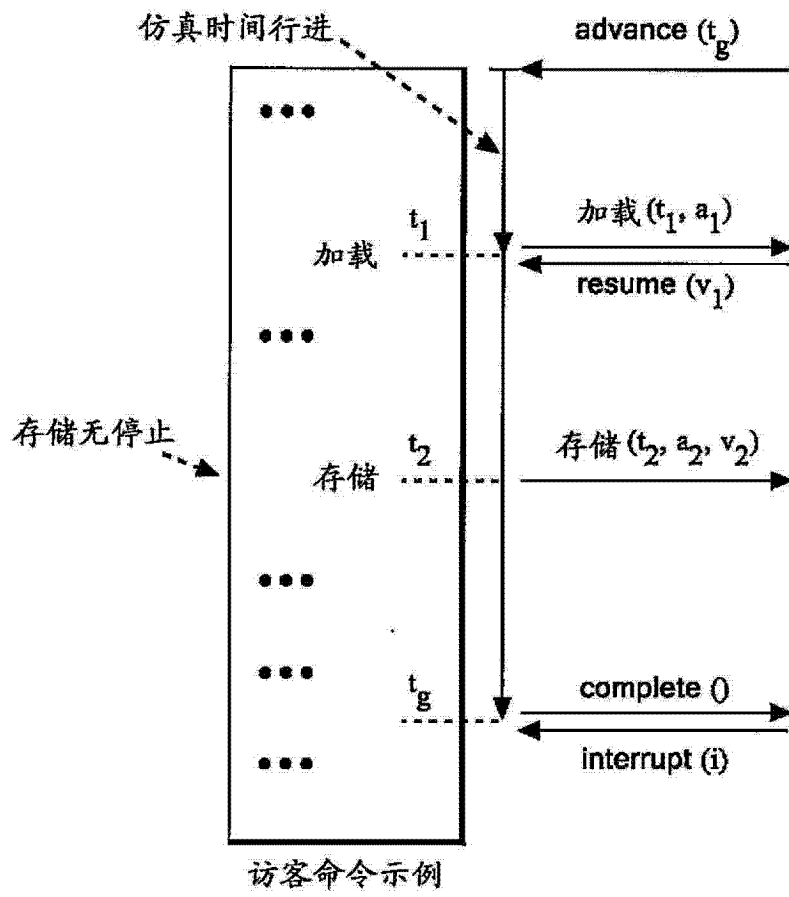 仿真时间行进
advance (tg)
•••
t1
加载
加载 (t1, a1)
resume (v1)
•••
存储无停止
t2
存储
存储 (t2, a2, v2)
•••
•••
tg
complete ()
interrupt (i)
•••
访客命令示例